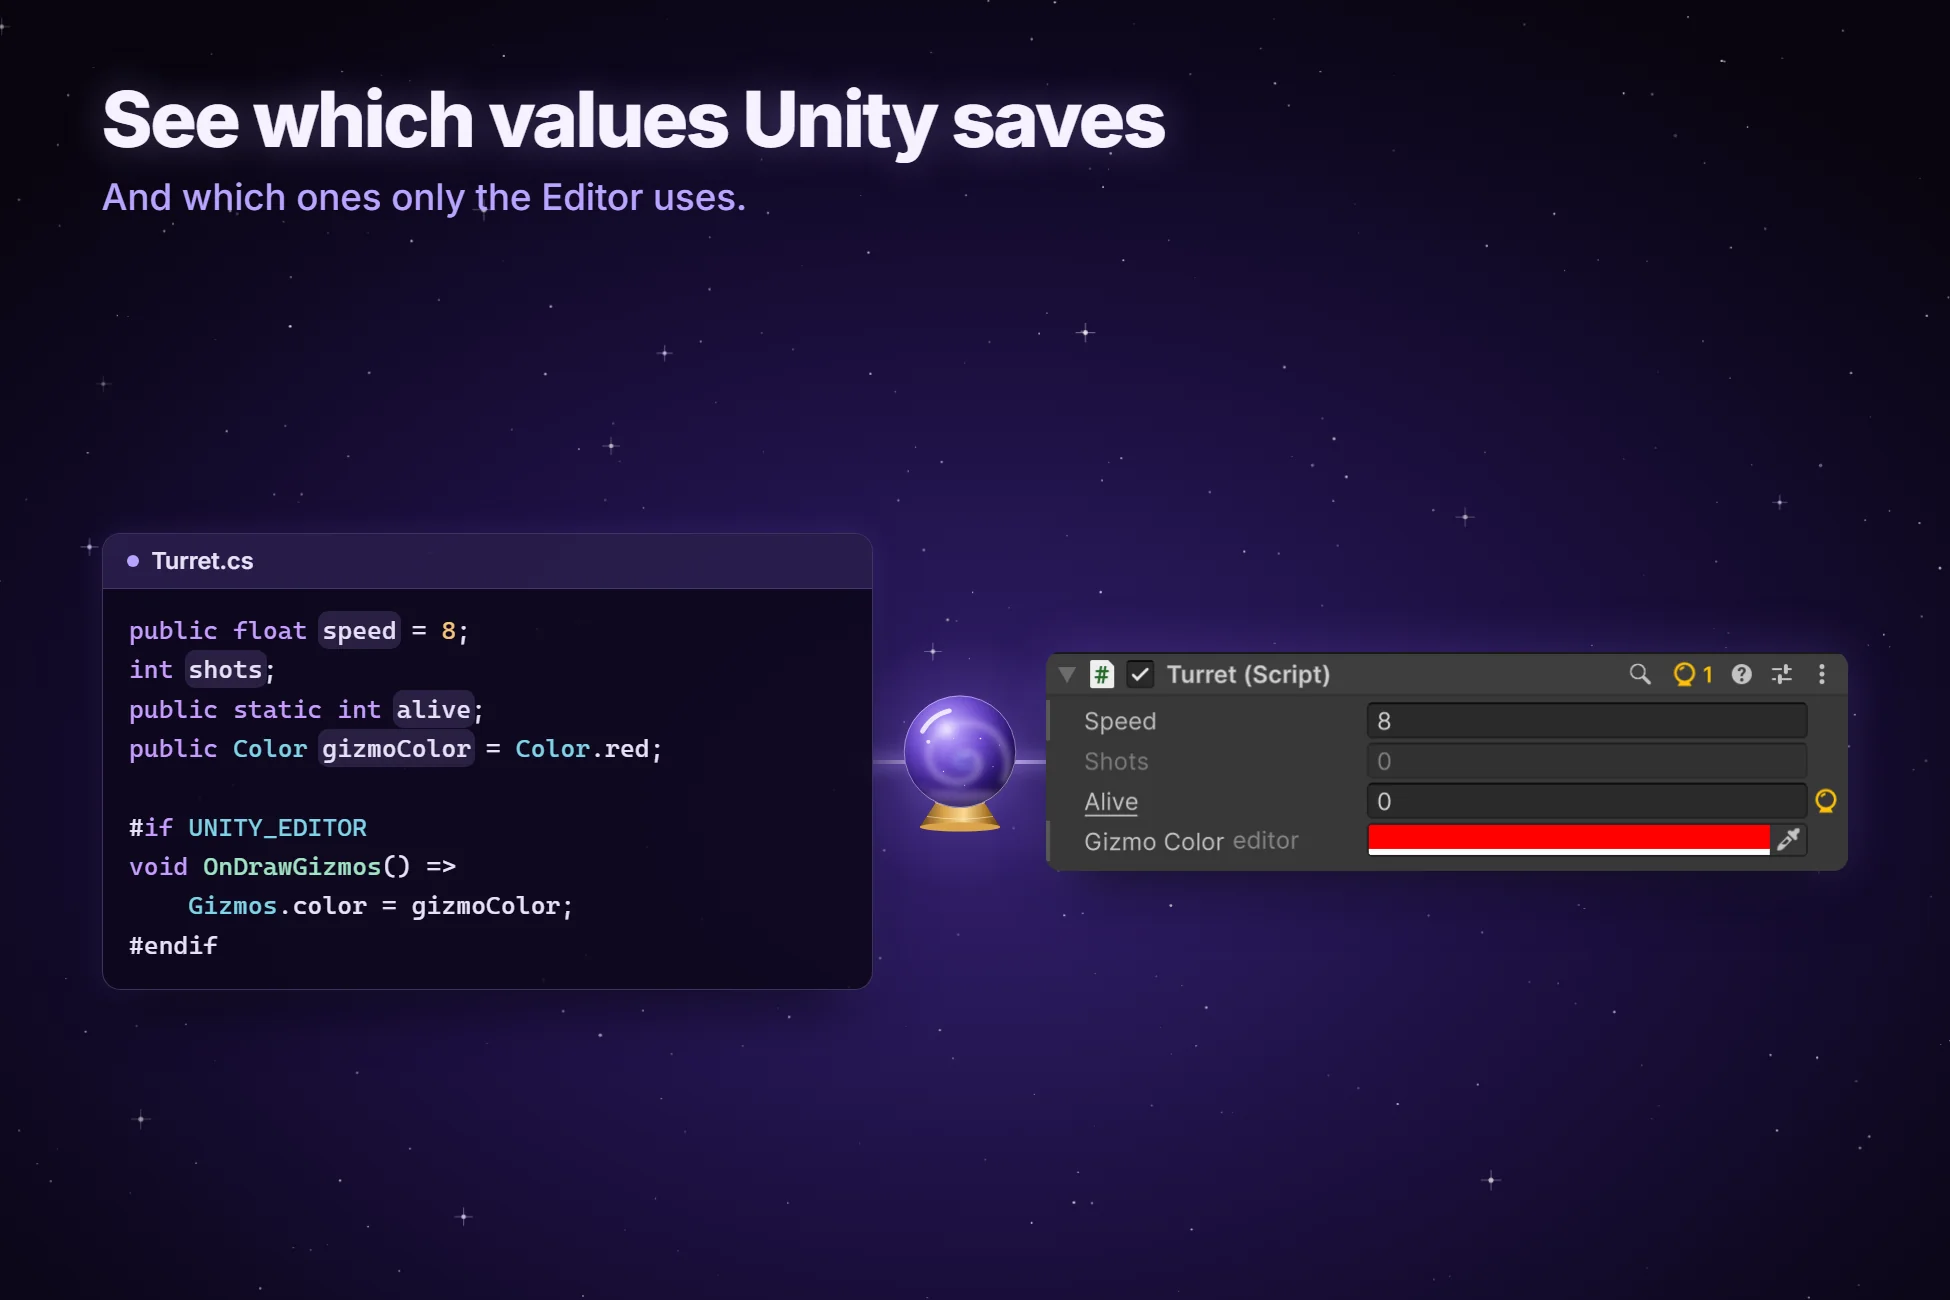 See which values Unity saves
And which ones only the Editor uses.
Turret.cs
public float speed = 8;
int shots;
public static int alive;
public Color gizmoColor = Color.red;
#if UNITY_EDITOR
void OnDrawGizmos() =>
    Gizmos.color = gizmoColor;
#endif
# Turret (Script) 1 ?
Speed 8
Shots 0
Alive 0
Gizmo Color editor